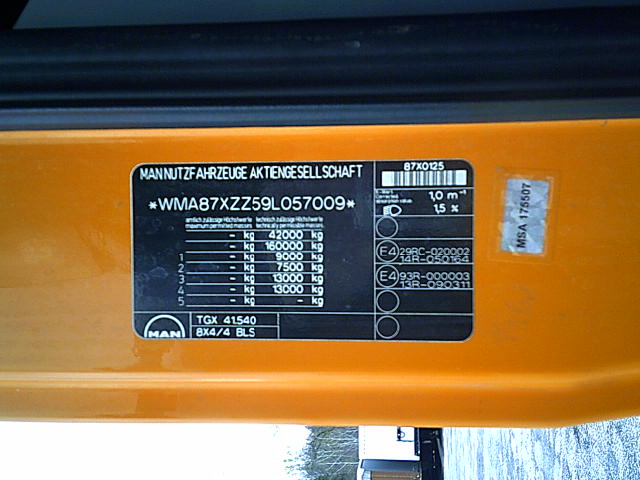 MAN NUTZFAHRZEUGE AKTIENGESELLSCHAFT
*WMA87XZZ59L057009*
amtlich zulässige Höchstwerte technisch zulässige Höchstwerte
maximum permitted masses technically permissible masses
- kg 42000 kg
- kg 160000 kg
1 - kg 9000 kg
2 - kg 7500 kg
3 - kg 13000 kg
4 - kg 13000 kg
5 - kg - kg
MAN
TGX 41.540
8X4/4 BLS
87X0125
Corrected
absorption value
1,0 m⁻¹
1,5 %
E4 29RC-020002
14R-050164
E4 93R-000003
13R-090311
MSA 175507